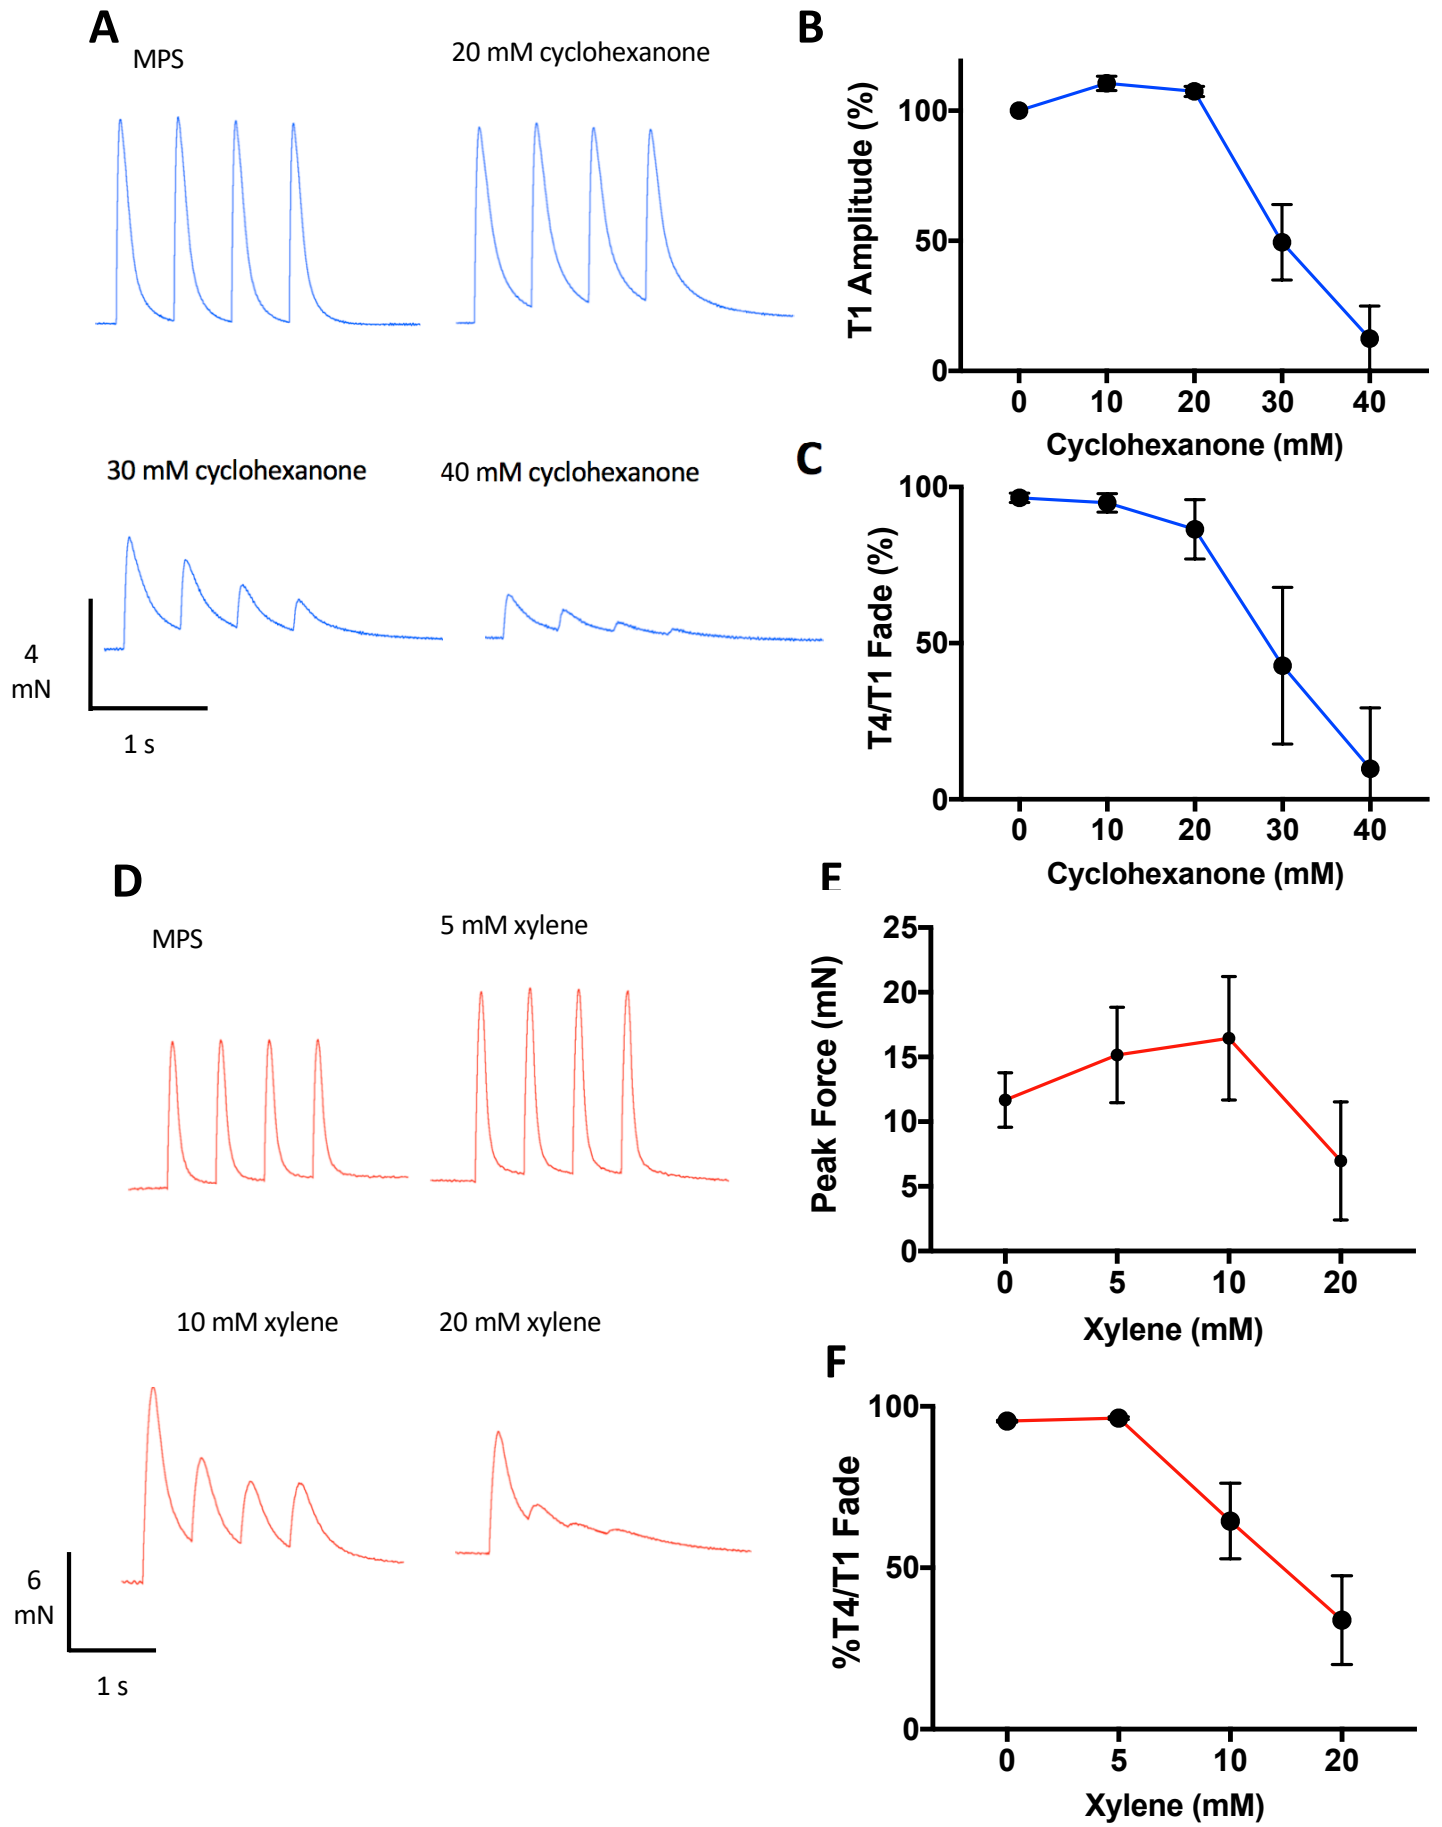 A
MPS
20 mM cyclohexanone
30 mM cyclohexanone
40 mM cyclohexanone
4
mN
1 s
B
T1 Amplitude (%)
100
50
0
0 10 20 30 40
Cyclohexanone (mM)
C
T4/T1 Fade (%)
100
50
0
0 10 20 30 40
Cyclohexanone (mM)
D
MPS
5 mM xylene
10 mM xylene
20 mM xylene
6
mN
1 s
E
Peak Force (mN)
25
20
15
10
5
0
0 5 10 20
Xylene (mM)
F
%T4/T1 Fade
100
50
0
0 5 10 20
Xylene (mM)